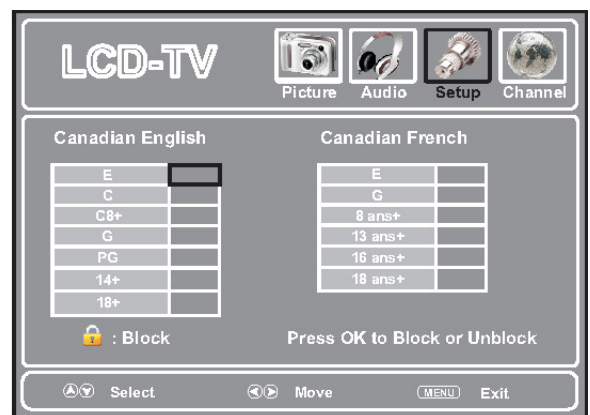 LCD-TV
Picture Audio Setup Channel
Canadian English
E
C
C8+
G
PG
14+
18+
Canadian French
E
G
8 ans+
13 ans+
16 ans+
18 ans+
: Block
Press OK to Block or Unblock
Select
Move
MENU Exit